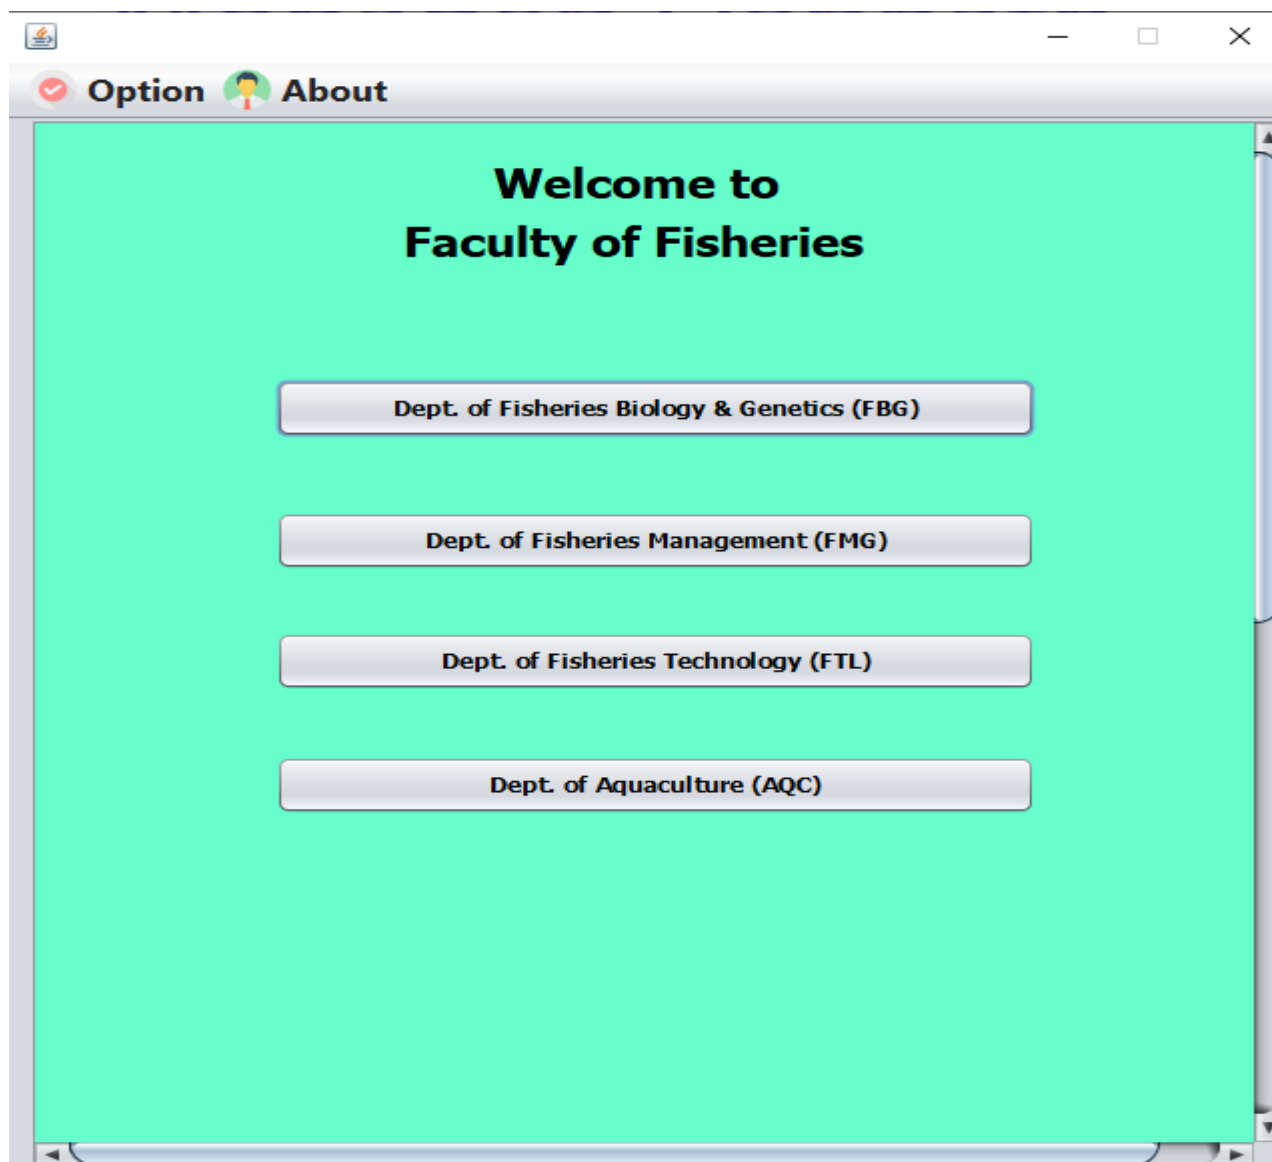 Option About
Welcome to
Faculty of Fisheries
Dept. of Fisheries Biology & Genetics (FBG)
Dept. of Fisheries Management (FMG)
Dept. of Fisheries Technology (FTL)
Dept. of Aquaculture (AQC)